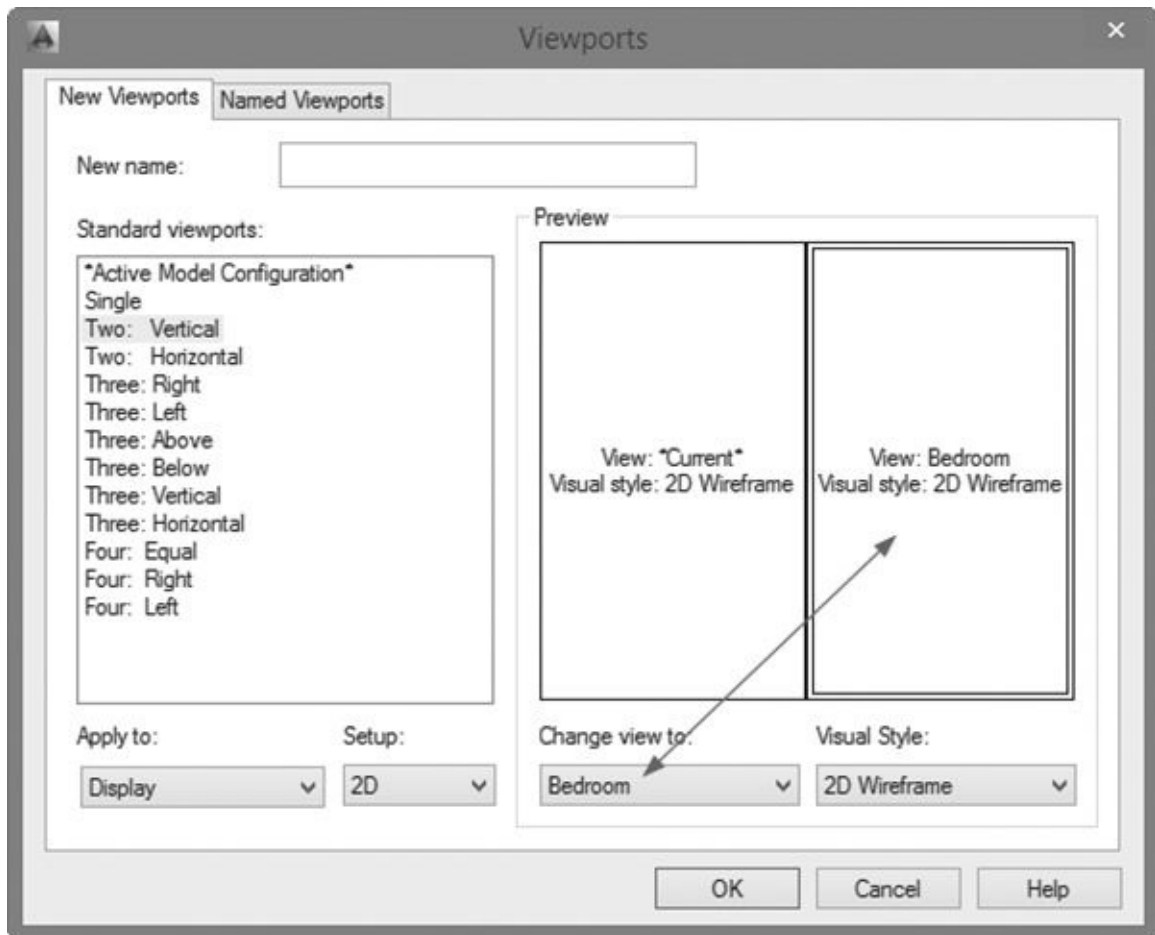 Viewports
New Viewports
Named Viewports
New name:
Standard viewports:
*Active Model Configuration*
Single
Two: Vertical
Two: Horizontal
Three: Right
Three: Left
Three: Above
Three: Below
Three: Vertical
Three: Horizontal
Four: Equal
Four: Right
Four: Left
Apply to:
Display
Setup:
2D
Preview
View: *Current*
Visual style: 2D Wireframe
View: Bedroom
Visual style: 2D Wireframe
Change view to:
Bedroom
Visual Style:
2D Wireframe
OK
Cancel
Help